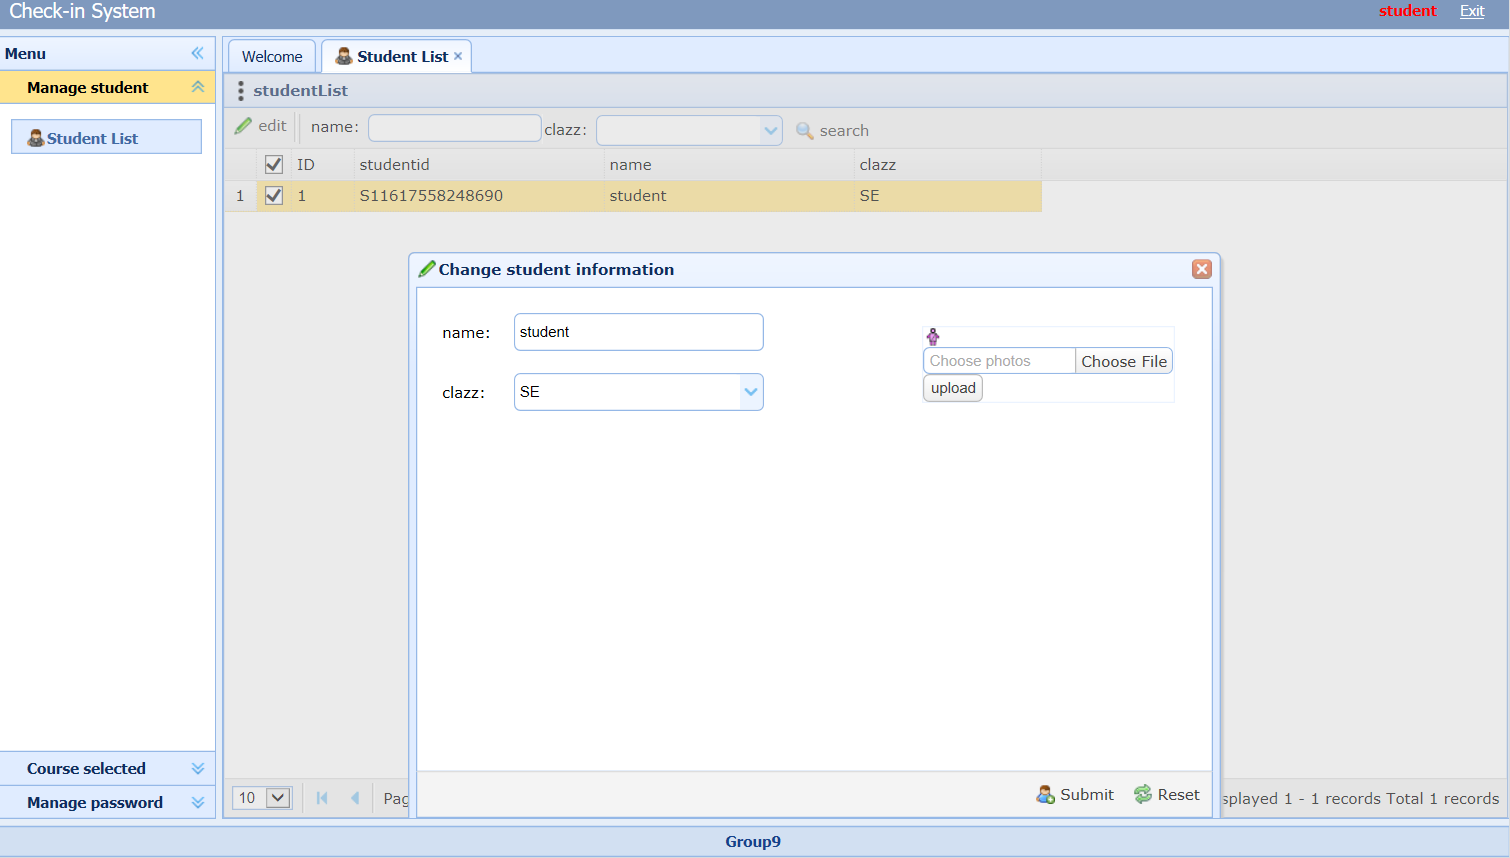 Check-in System
student Exit
Menu
Manage student
Student List
Course selected
Manage password
Welcome Student List
studentList
edit name: clazz: search
ID studentid name clazz
1 1 S11617558248690 student SE
Change student information
name: student
clazz: SE
Choose photos Choose File
upload
Submit Reset
10 Pag splayed 1 - 1 records Total 1 records
Group9